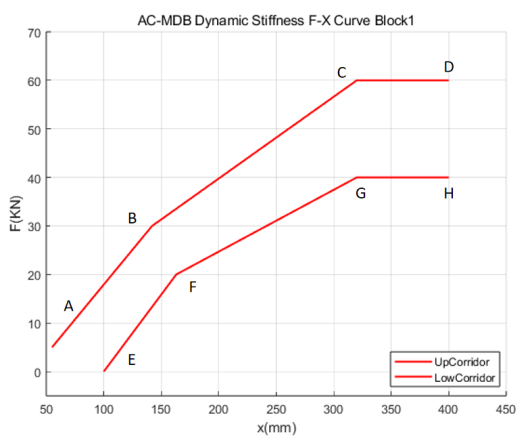 AC-MDB Dynamic Stiffness F-X Curve Block1
70
60
50
40
30
20
10
0
F(KN)
A
B
C
D
E
F
G
H
UpCorridor
LowCorridor
50 100 150 200 250 300 350 400 450
x(mm)